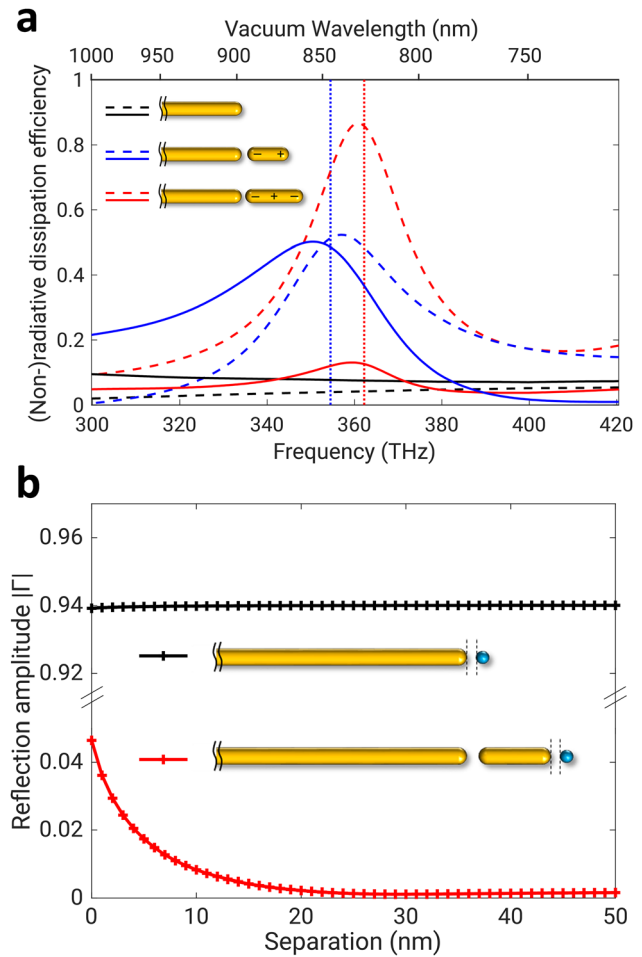 a
Vacuum Wavelength (nm)
1000 950 900 850 800 750
(Non-)radiative dissipation efficiency
1
0.8
0.6
0.4
0.2
0
− +
− + −
300 320 340 360 380 400 420
Frequency (THz)
b
Reflection amplitude |Γ|
0.96
0.94
0.92
0.04
0.02
0
0 10 20 30 40 50
Separation (nm)